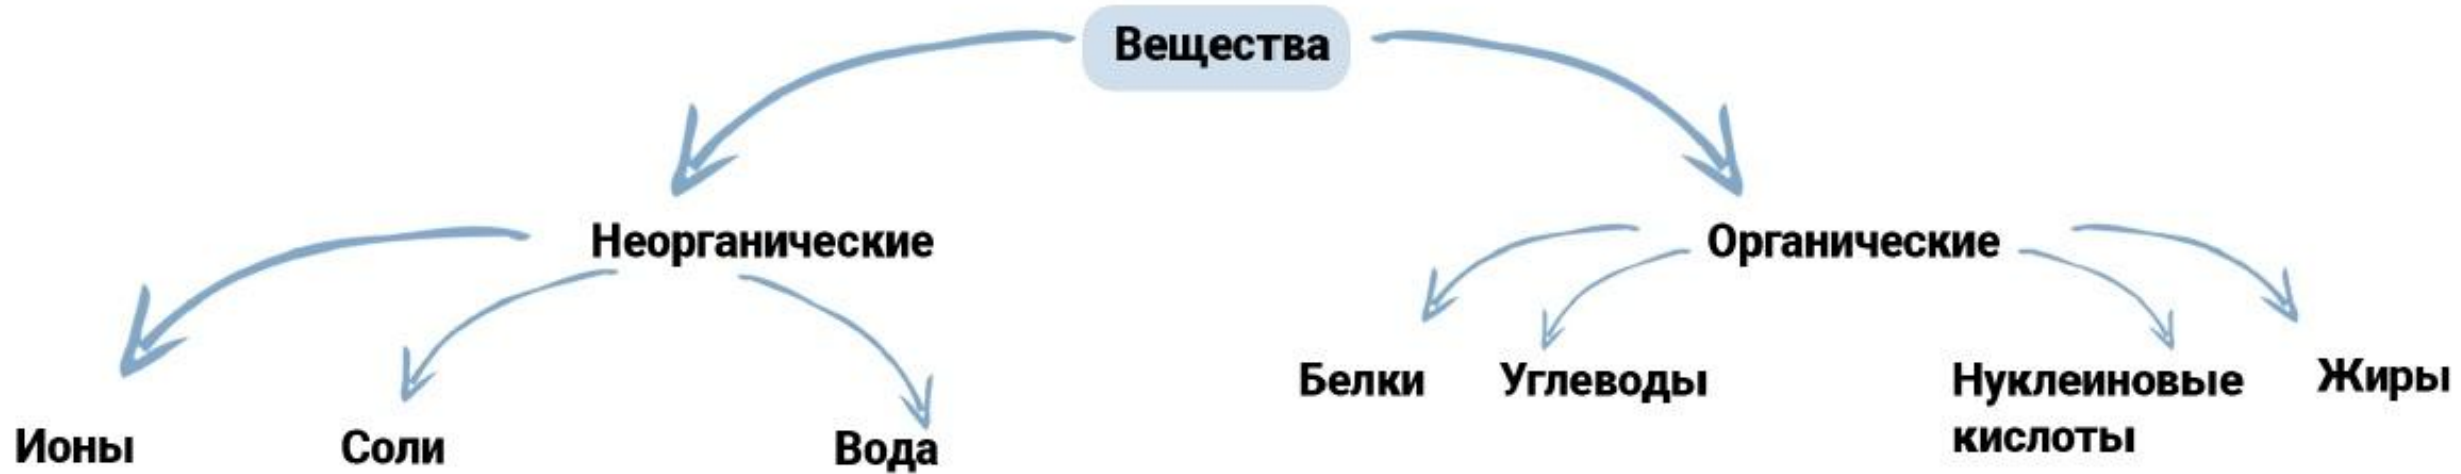 Вещества
Неорганические
Органические
Белки
Углеводы
Нуклеиновые
кислоты
Жиры
Ионы
Соли
Вода